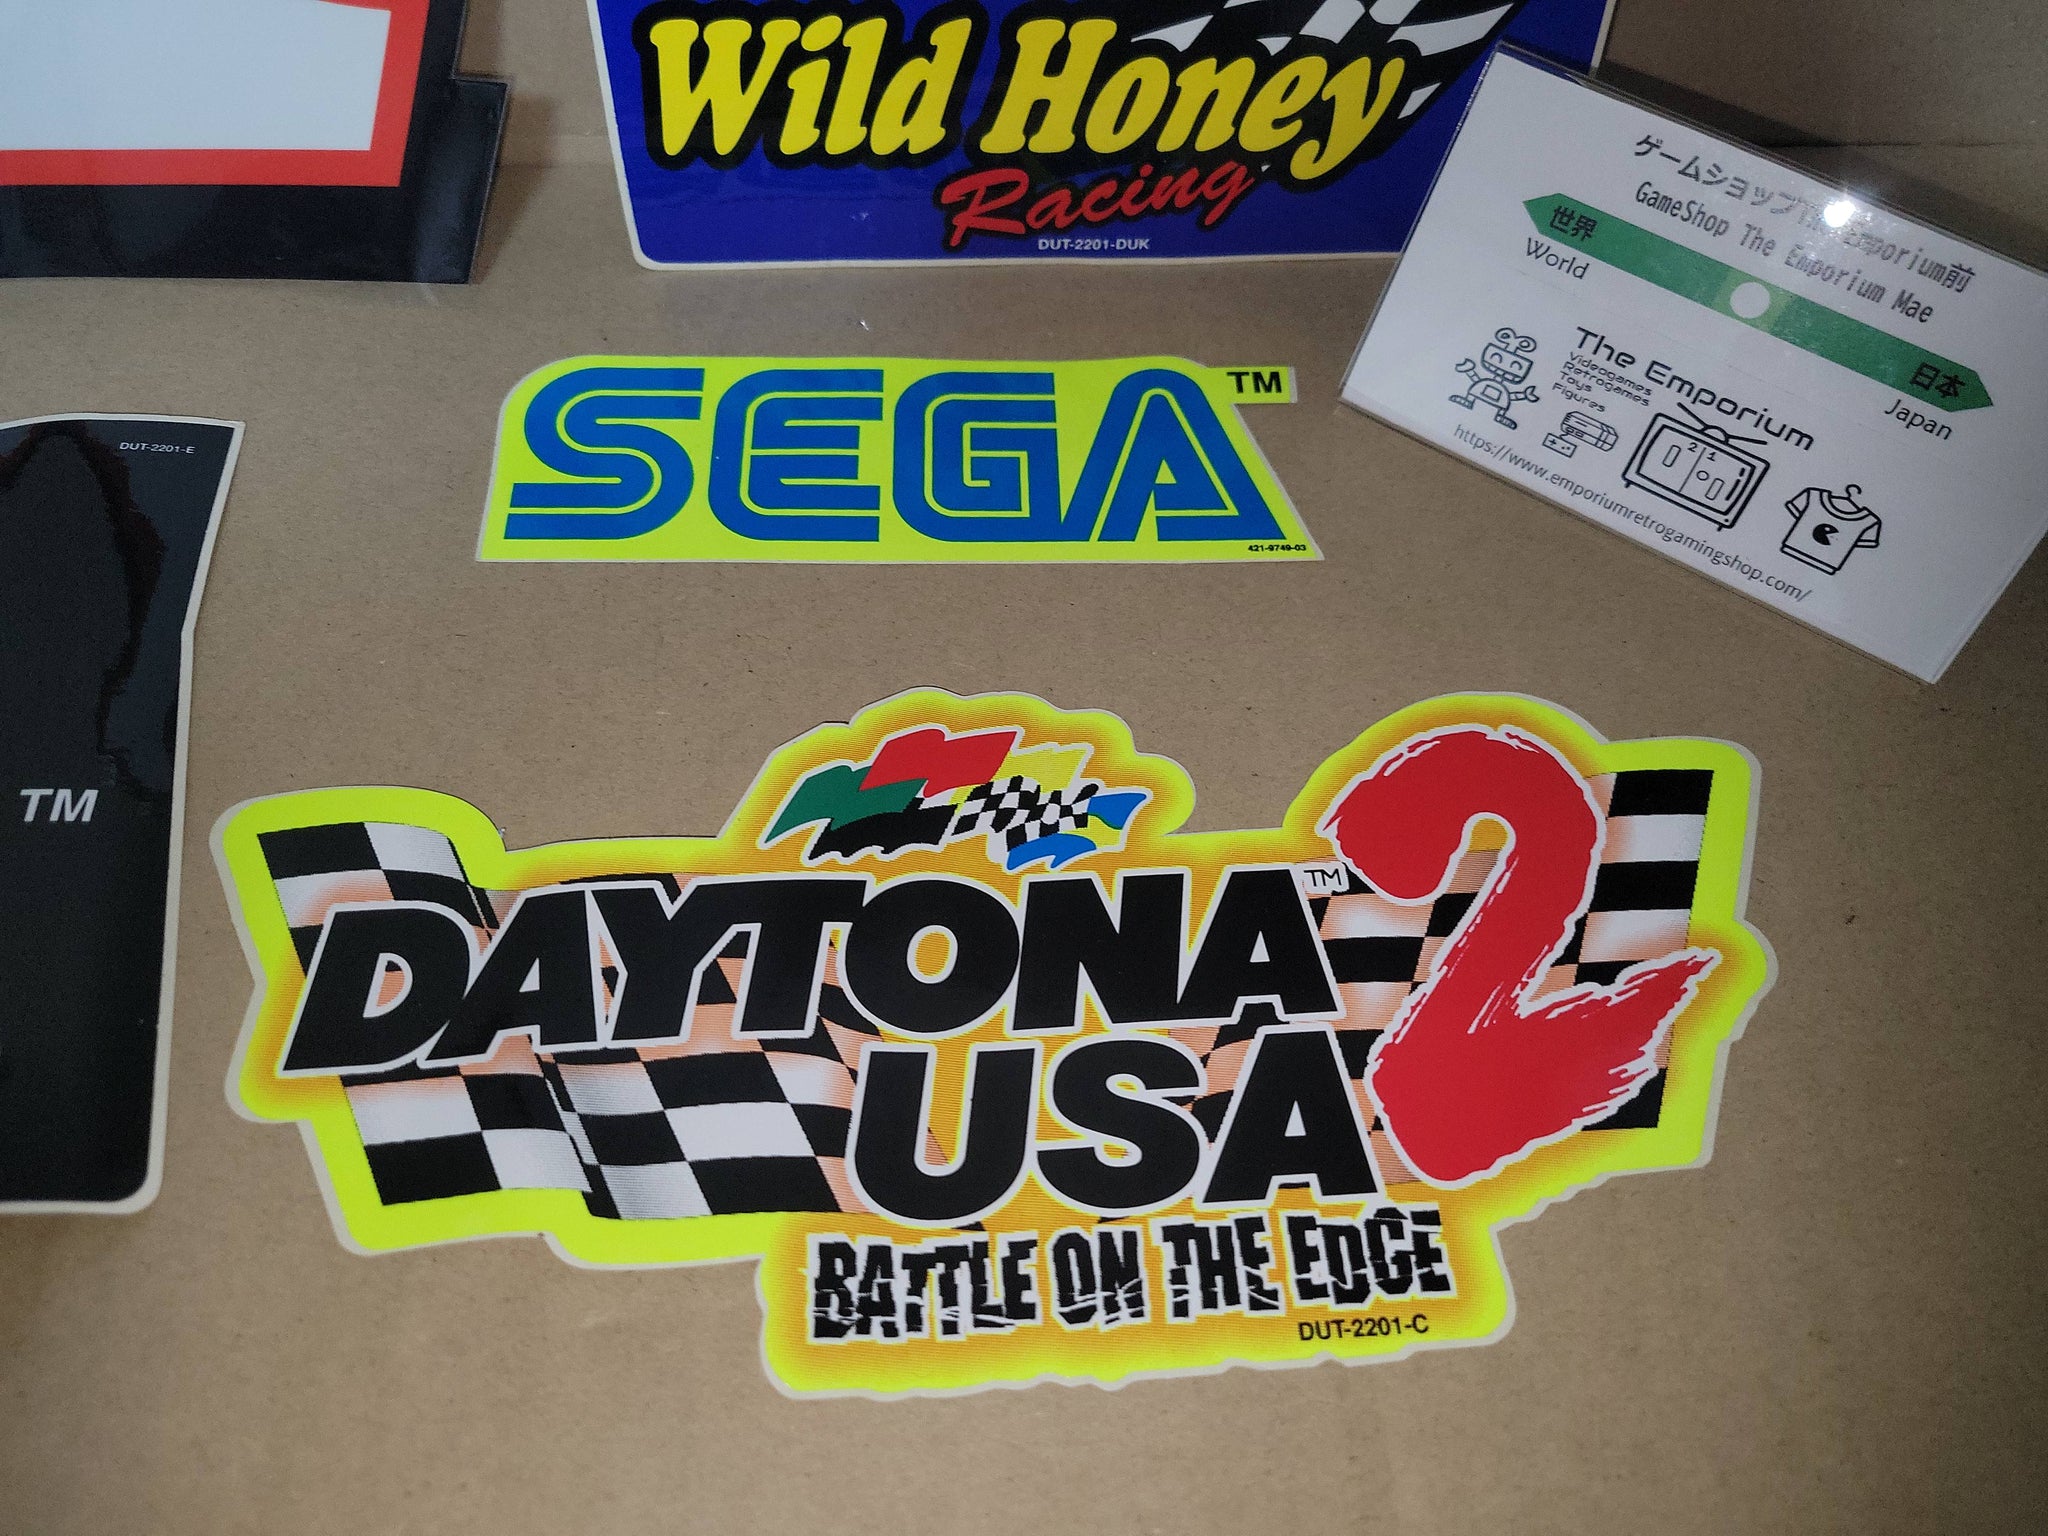 Wild Honey
Racing
DUT-2201-DUK
ゲームショップThe Emporium前
GameShop The Emporium Mae
世界
日本
World
Japan
The Emporium
Videogames
Retrogames
Toys
Figures
2 1
https://www.emporiumretrogamingshop.com/
SEGA TM
421-9749-03
DUT-2201-E
TM
DAYTONA TM 2
USA
BATTLE ON THE EDGE
DUT-2201-C